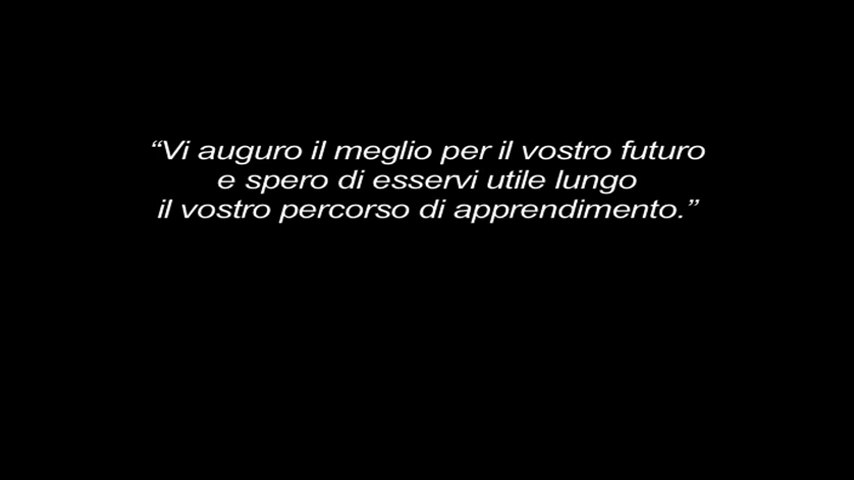 “Vi auguro il meglio per il vostro futuro
e spero di esservi utile lungo
il vostro percorso di apprendimento.”